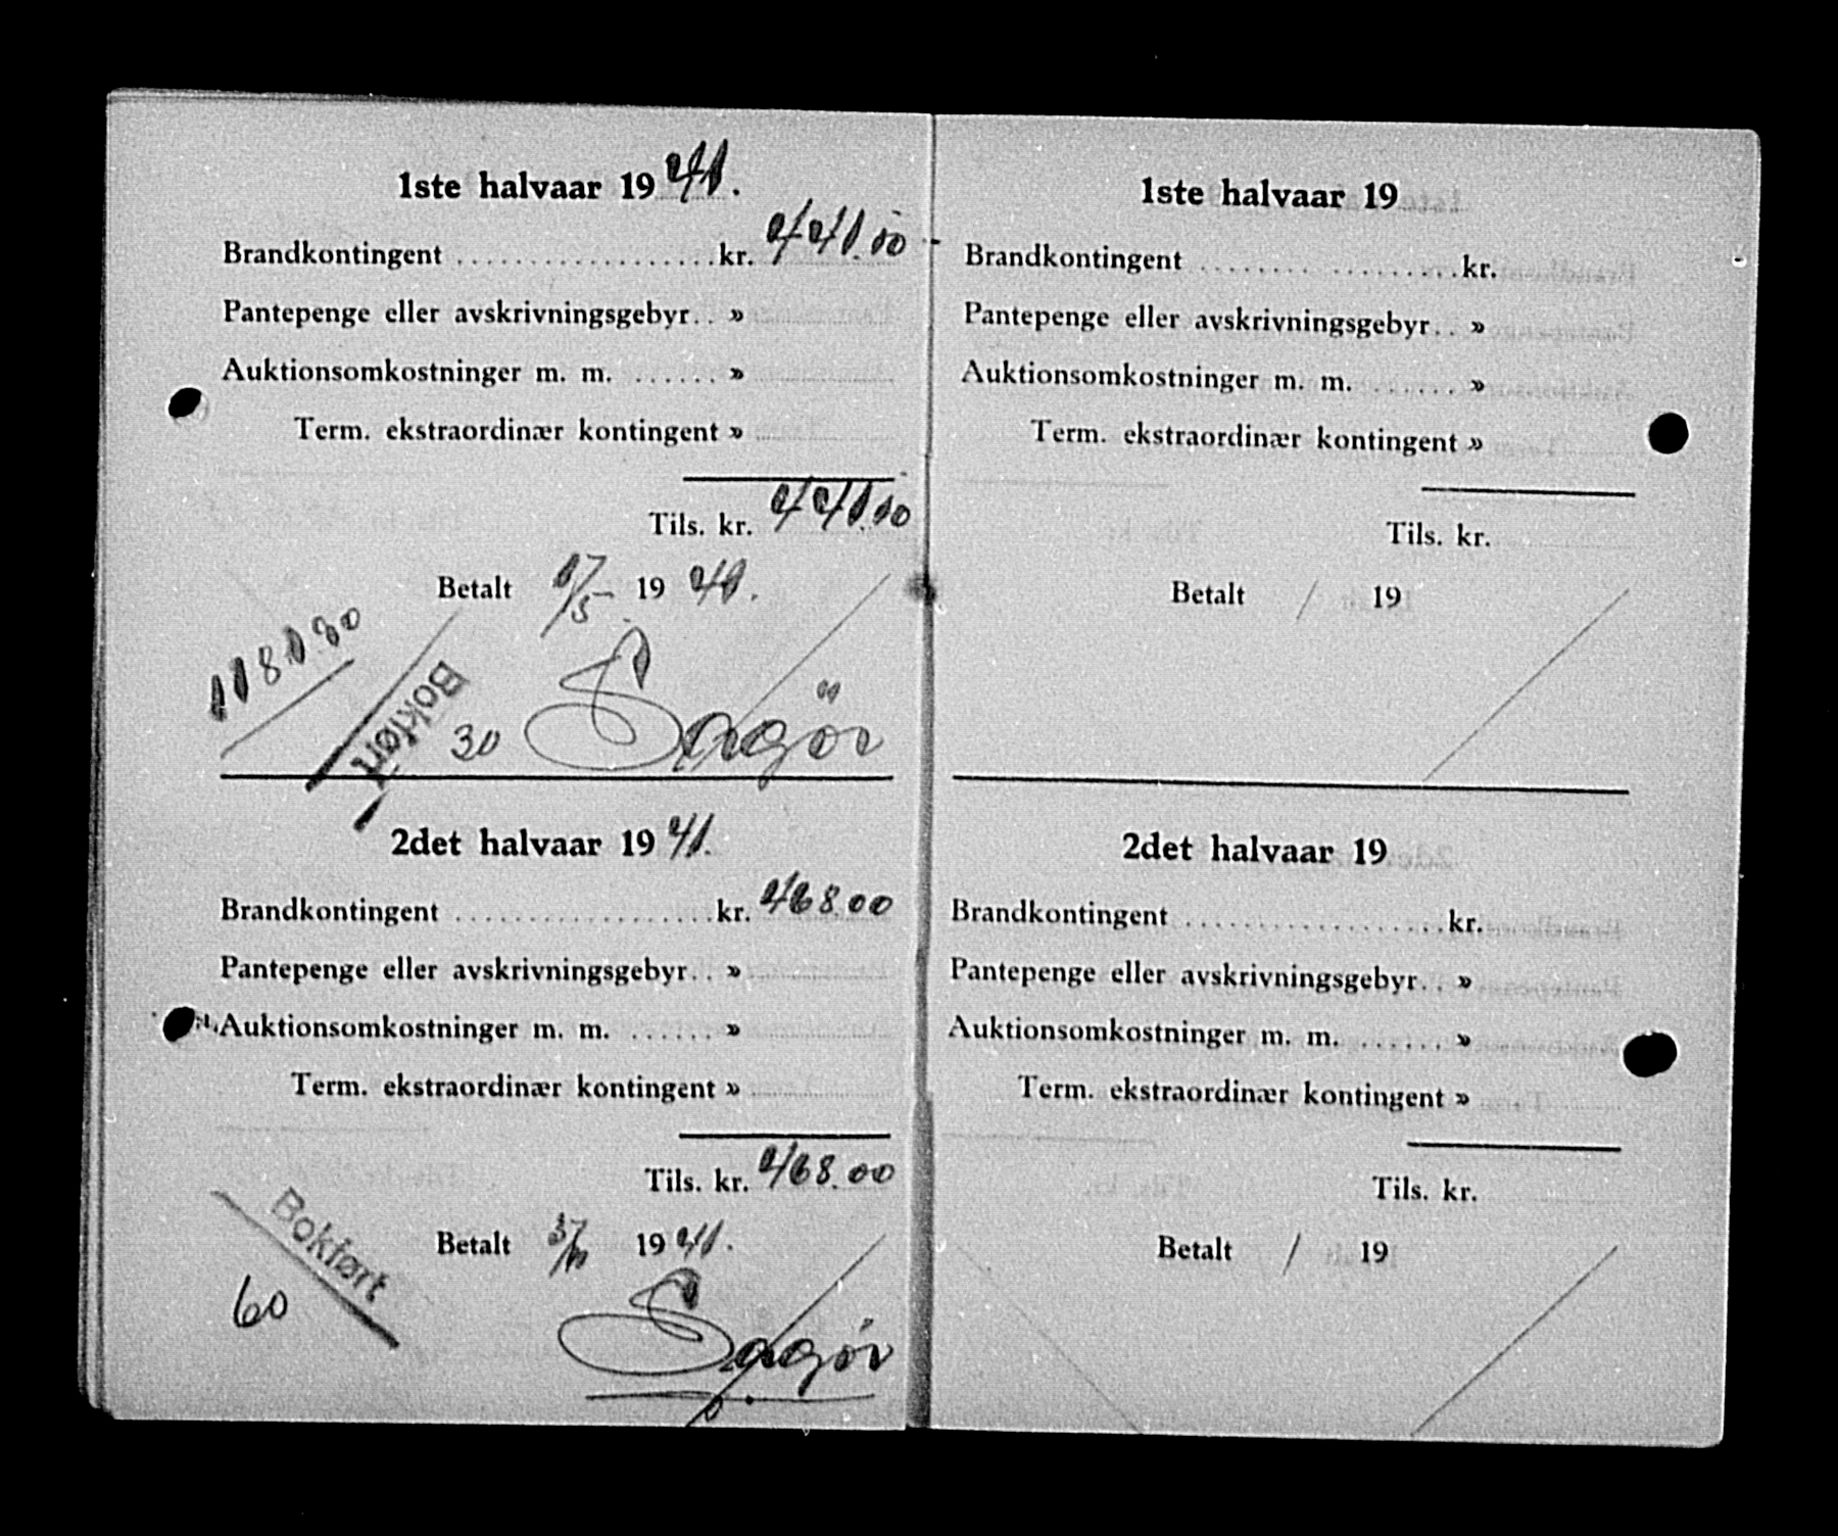 1ste halvaar 1941.
Brandkontingent .................. kr. 441.10
Pantepenge eller avskrivningsgebyr. . »
Auktionsomkostninger m. m. ...... »
Term. ekstraordinær kontingent »
Tils. kr. 441.10
Betalt 17/5 1941.
1181.80
Bokført
30
2det halvaar 1941.
Brandkontingent .................. kr. 468.00
Pantepenge eller avskrivningsgebyr. . »
Auktionsomkostninger m. m. ...... »
Term. ekstraordinær kontingent »
Tils. kr. 468.00
Betalt 1941.
Bokført
60
1ste halvaar 19
Brandkontingent .................. kr.
Pantepenge eller avskrivningsgebyr. . »
Auktionsomkostninger m. m. ...... »
Term. ekstraordinær kontingent »
Tils. kr.
Betalt / 19
2det halvaar 19
Brandkontingent .................. kr.
Pantepenge eller avskrivningsgebyr. . »
Auktionsomkostninger m. m. ...... »
Term. ekstraordinær kontingent »
Tils. kr.
Betalt / 19